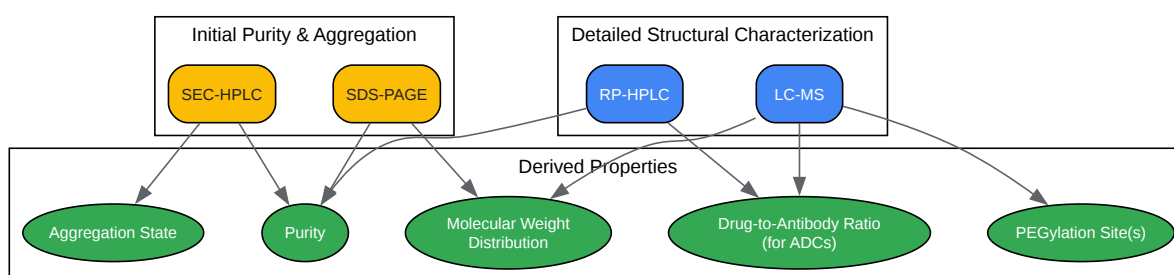 Initial Purity & Aggregation
Detailed Structural Characterization
SEC-HPLC
SDS-PAGE
RP-HPLC
LC-MS
Derived Properties
Aggregation State
Purity
Molecular Weight
Distribution
Drug-to-Antibody Ratio
(for ADCs)
PEGylation Site(s)